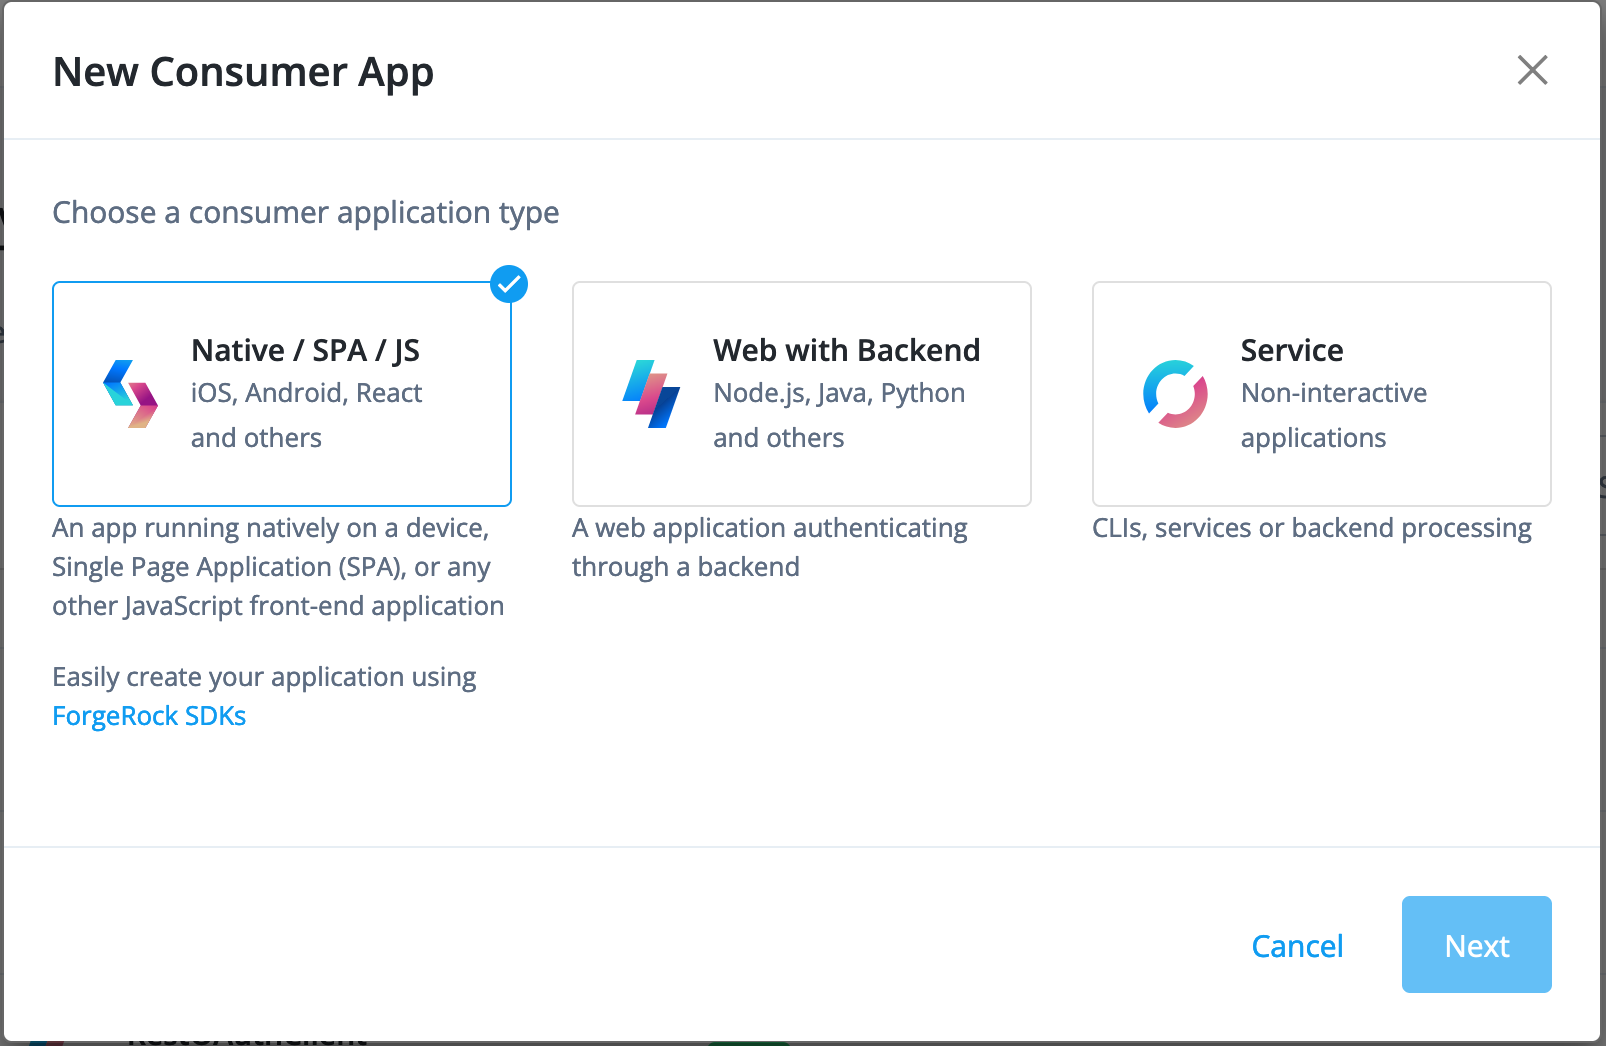 New Consumer App
Choose a consumer application type
Native / SPA / JS
iOS, Android, React
and others
An app running natively on a device,
Single Page Application (SPA), or any
other JavaScript front-end application
Easily create your application using
ForgeRock SDKs
Web with Backend
Node.js, Java, Python
and others
A web application authenticating
through a backend
Service
Non-interactive
applications
CLIs, services or backend processing
Cancel
Next